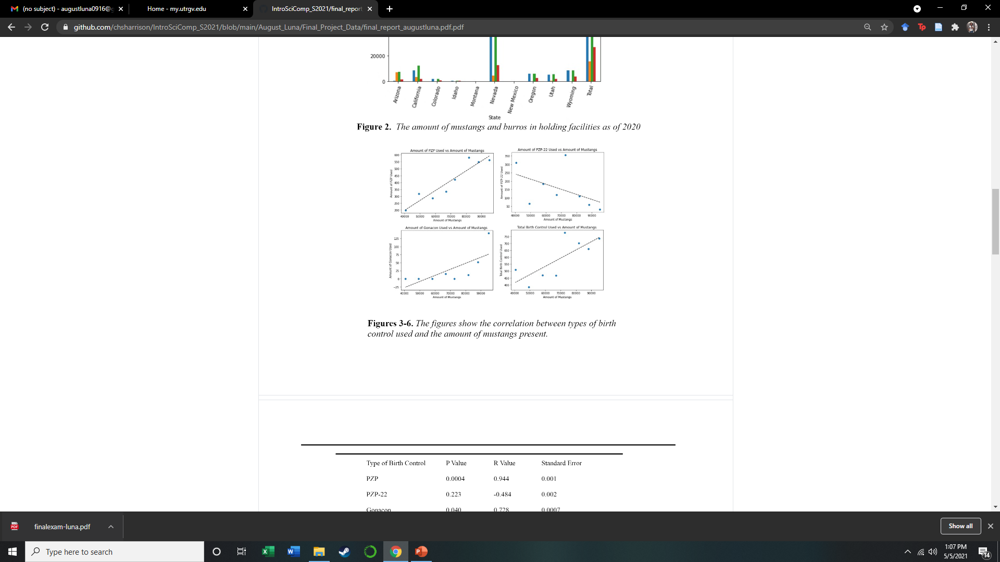 (no subject) - augustluna0916@g
Home - my.utrgv.edu
IntroSciComp_S2021/final_report
github.com/chsharrison/IntroSciComp_S2021/blob/main/August_Luna/Final_Project_Data/final_report_augustluna.pdf.pdf
20000
0
Arizona
California
Colorado
Idaho
Montana
Nevada
New Mexico
Oregon
Utah
Wyoming
Total
State
Figure 2. The amount of mustangs and burros in holding facilities as of 2020
Amount of PZP Used vs Amount of Mustangs
Amount of PZP Used
600
550
500
450
400
350
300
250
200
40000 50000 60000 70000 80000 90000
Amount of Mustangs
Amount of PZP-22 Used vs Amount of Mustangs
Amount of PZP-22 Used
350
300
250
200
150
100
50
40000 50000 60000 70000 80000 90000
Amount of Mustangs
Amount of Gonacon Used vs Amount of Mustangs
Amount of Gonacon Used
125
100
75
50
25
0
−25
40000 50000 60000 70000 80000 90000
Amount of Mustangs
Total Birth Control Used vs Amount of Mustangs
Total Birth Control Used
750
700
650
600
550
500
450
400
40000 50000 60000 70000 80000 90000
Amount of Mustangs
Figures 3-6. The figures show the correlation between types of birth
control used and the amount of mustangs present.
Type of Birth Control P Value R Value Standard Error
PZP 0.0004 0.944 0.001
PZP-22 0.223 -0.484 0.002
Gonacon 0.040 0.728 0.0007
PDF
finalexam-luna.pdf
Show all
Type here to search
1:07 PM
5/5/2021
14